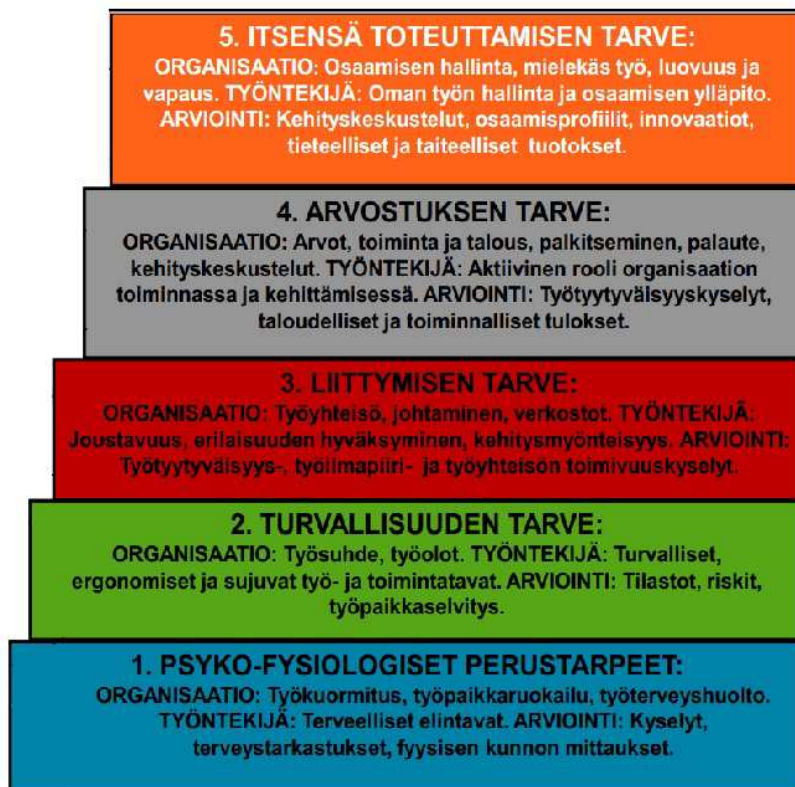 5. ITSENSÄ TOTEUTTAMISEN TARVE:
ORGANISAATIO: Osaamisen hallinta, mielekäs työ, luovuus ja
vapaus. TYÖNTEKIJÄ: Oman työn hallinta ja osaamisen ylläpito.
ARVIOINTI: Kehityskeskustelut, osaamisprofiilit, innovaatiot,
tieteelliset ja taiteelliset tuotokset.
4. ARVOSTUKSEN TARVE:
ORGANISAATIO: Arvot, toiminta ja talous, palkitseminen, palaute,
kehityskeskustelut. TYÖNTEKIJÄ: Aktiivinen rooli organisaation
toiminnassa ja kehittämisessä. ARVIOINTI: Työtyytyväisyyskyselyt,
taloudelliset ja toiminnalliset tulokset.
3. LIITTYMISEN TARVE:
ORGANISAATIO: Työyhteisö, johtaminen, verkostot. TYÖNTEKIJÄ:
Joustavuus, erilaisuuden hyväksyminen, kehitysmyönteisyys. ARVIOINTI:
Työtyytyväisyys-, työilmapiiri- ja työyhteisön toimivuuskyselyt.
2. TURVALLISUUDEN TARVE:
ORGANISAATIO: Työsuhde, työolot. TYÖNTEKIJÄ: Turvalliset,
ergonomiset ja sujuvat työ- ja toimintatavat. ARVIOINTI: Tilastot, riskit,
työpaikkaselvitys.
1. PSYKO-FYSIOLOGISET PERUSTARPEET:
ORGANISAATIO: Työkuormitus, työpaikkaruokailu, työterveyshuolto.
TYÖNTEKIJÄ: Terveelliset elintavat. ARVIOINTI: Kyselyt,
terveystarkastukset, fyysisen kunnon mittaukset.